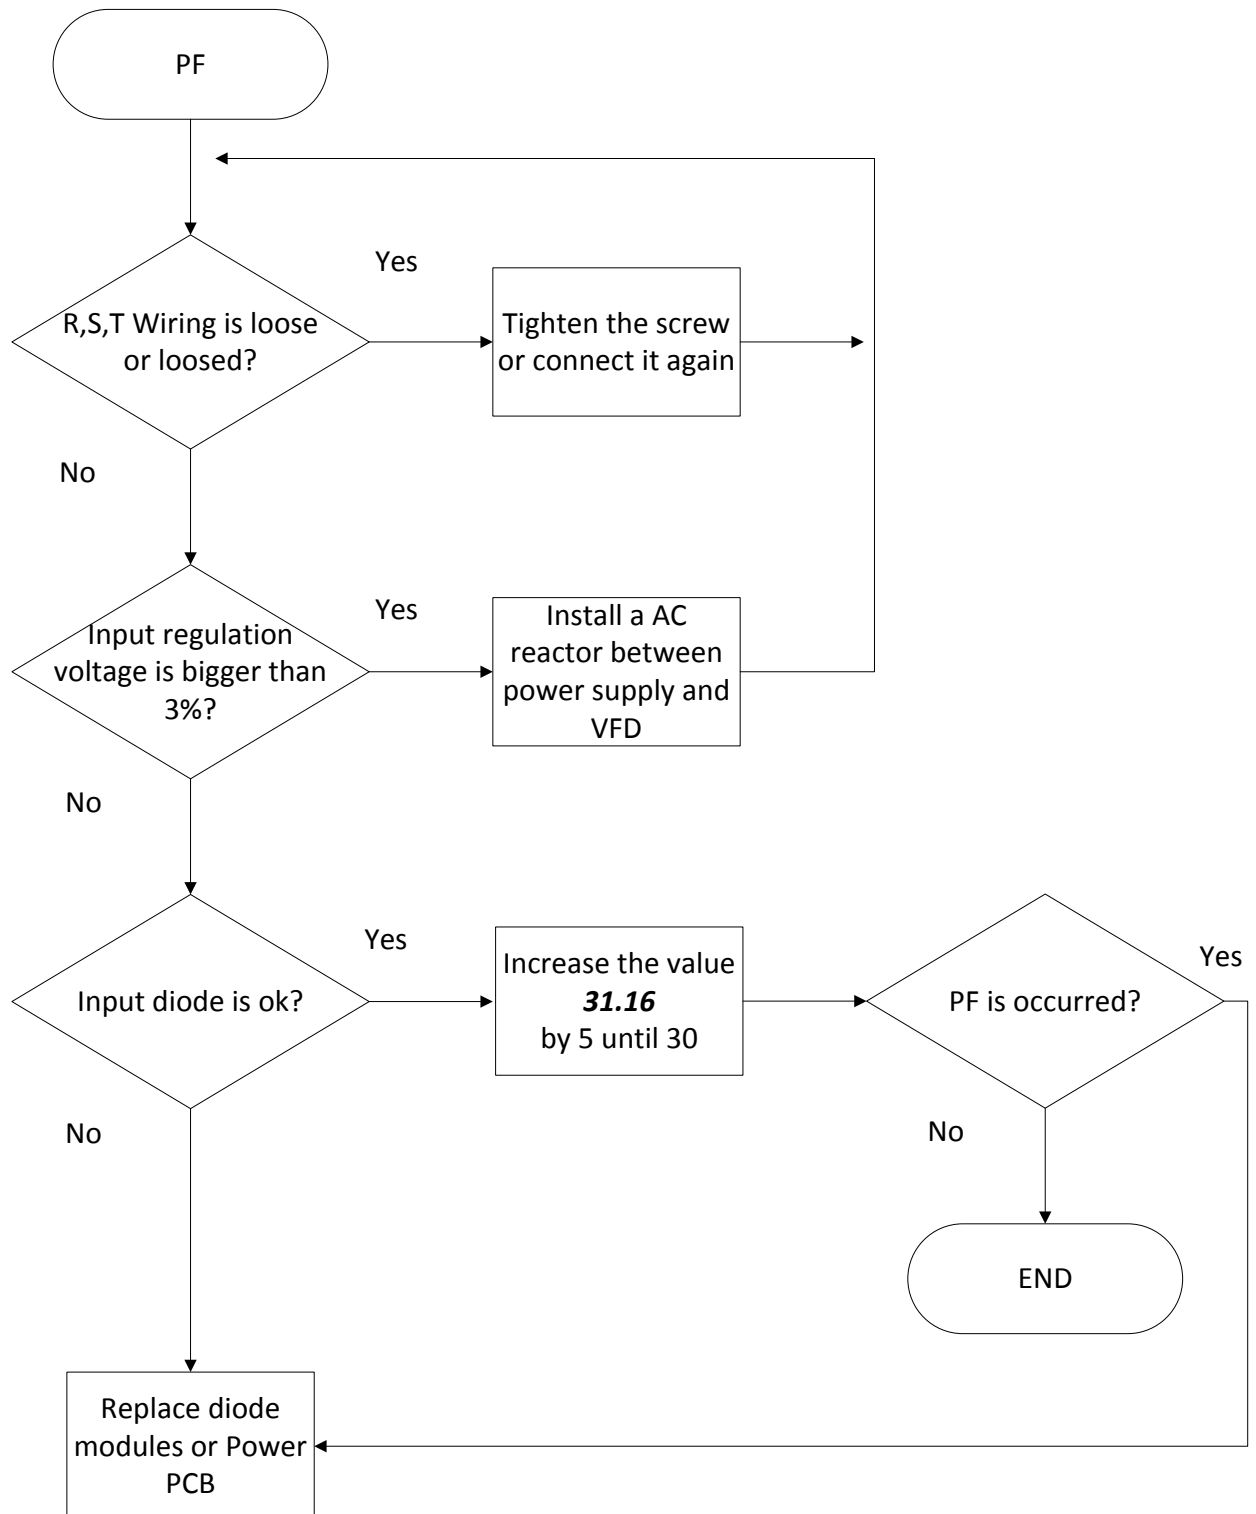 PF
Yes
R,S,T Wiring is loose
or loosed?
Tighten the screw
or connect it again
No
Yes
Input regulation
voltage is bigger than
3%?
Install a AC
reactor between
power supply and
VFD
No
Yes
Input diode is ok?
Increase the value
31.16
by 5 until 30
PF is occurred?
Yes
No
No
END
Replace diode
modules or Power
PCB